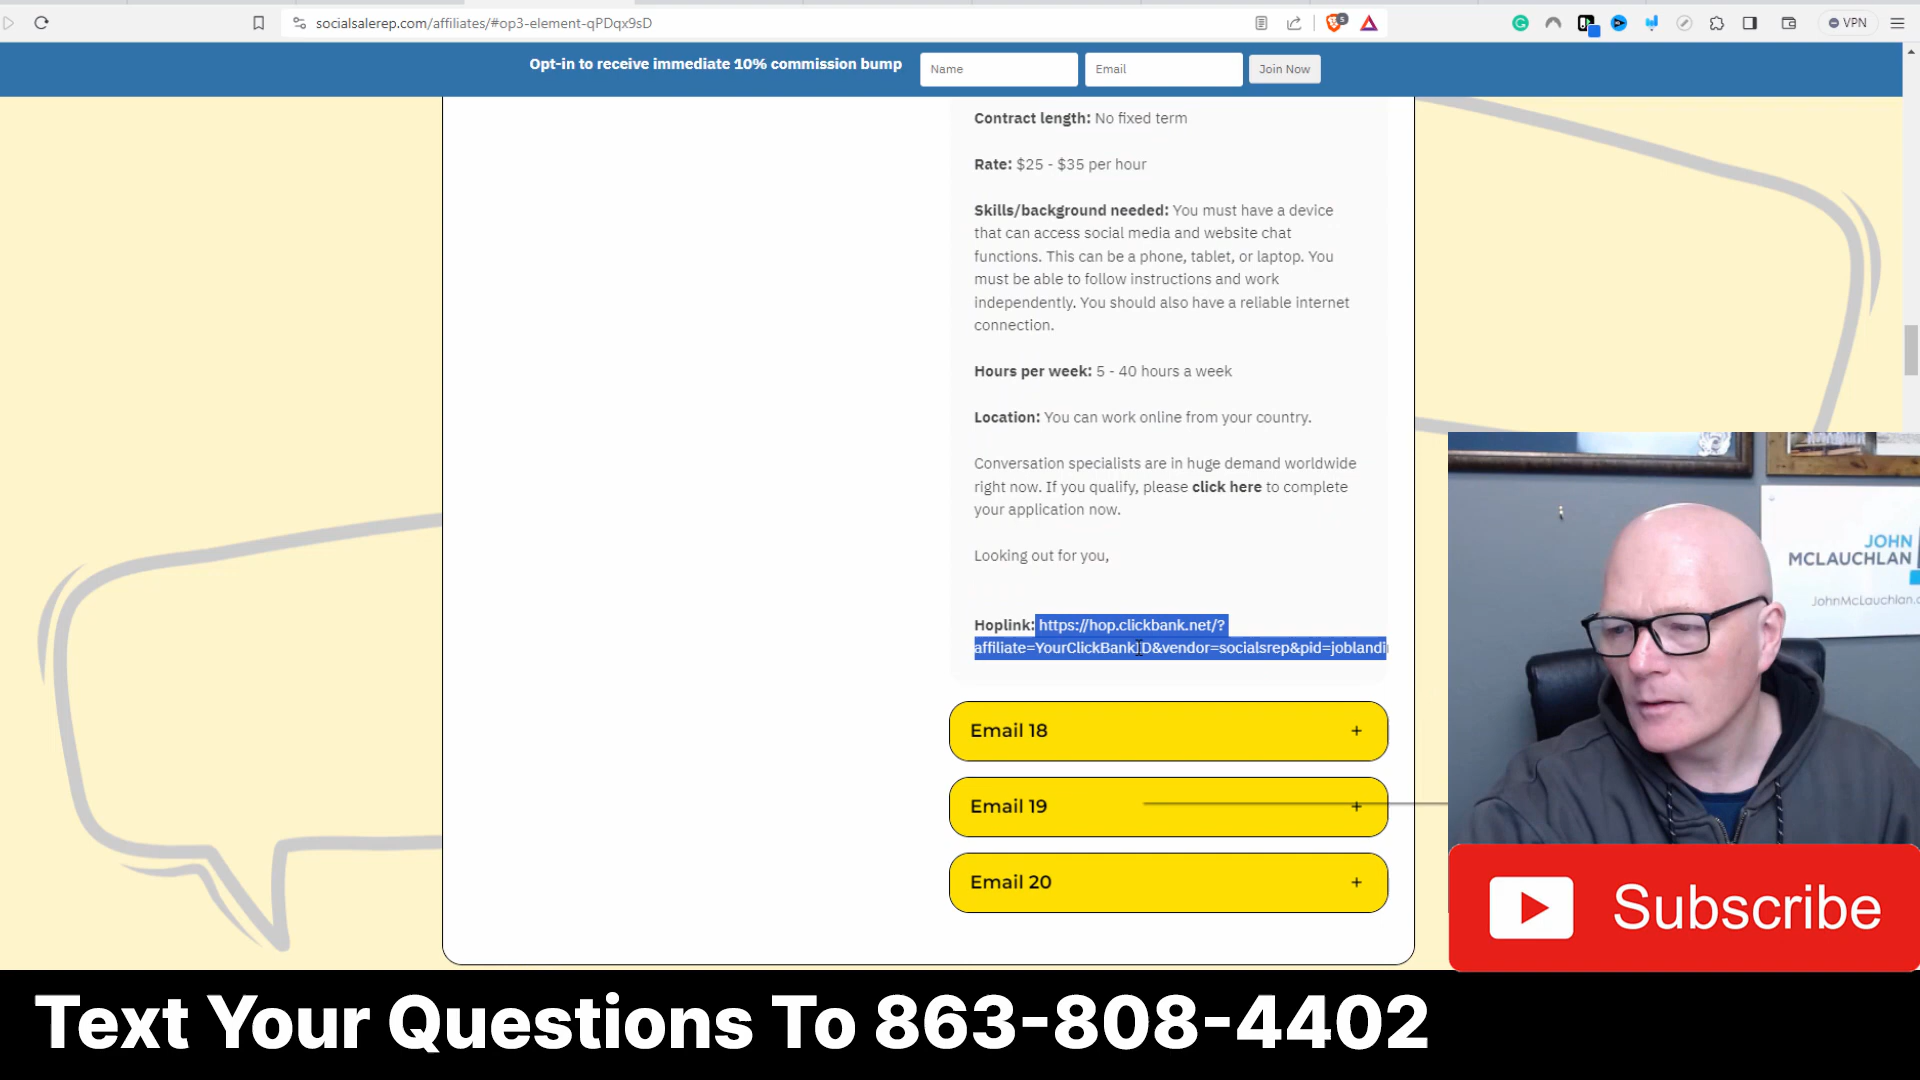 socialsalerep.com/affiliates/#op3-element-qPDqx9sD
5
VPN
Opt-in to receive immediate 10% commission bump
Name
Email
Join Now
Contract length: No fixed term
Rate: $25 - $35 per hour
Skills/background needed: You must have a device
that can access social media and website chat
functions. This can be a phone, tablet, or laptop. You
must be able to follow instructions and work
independently. You should also have a reliable internet
connection.
Hours per week: 5 - 40 hours a week
Location: You can work online from your country.
Conversation specialists are in huge demand worldwide
right now. If you qualify, please click here to complete
your application now.
Looking out for you,
Hoplink: https://hop.clickbank.net/?
affiliate=YourClickBankID&vendor=socialsrep&pid=joblandi
Email 18
Email 19
Email 20
JOHN
MCLAUCHLAN
JohnMcLauchlan.
Subscribe
Text Your Questions To 863-808-4402